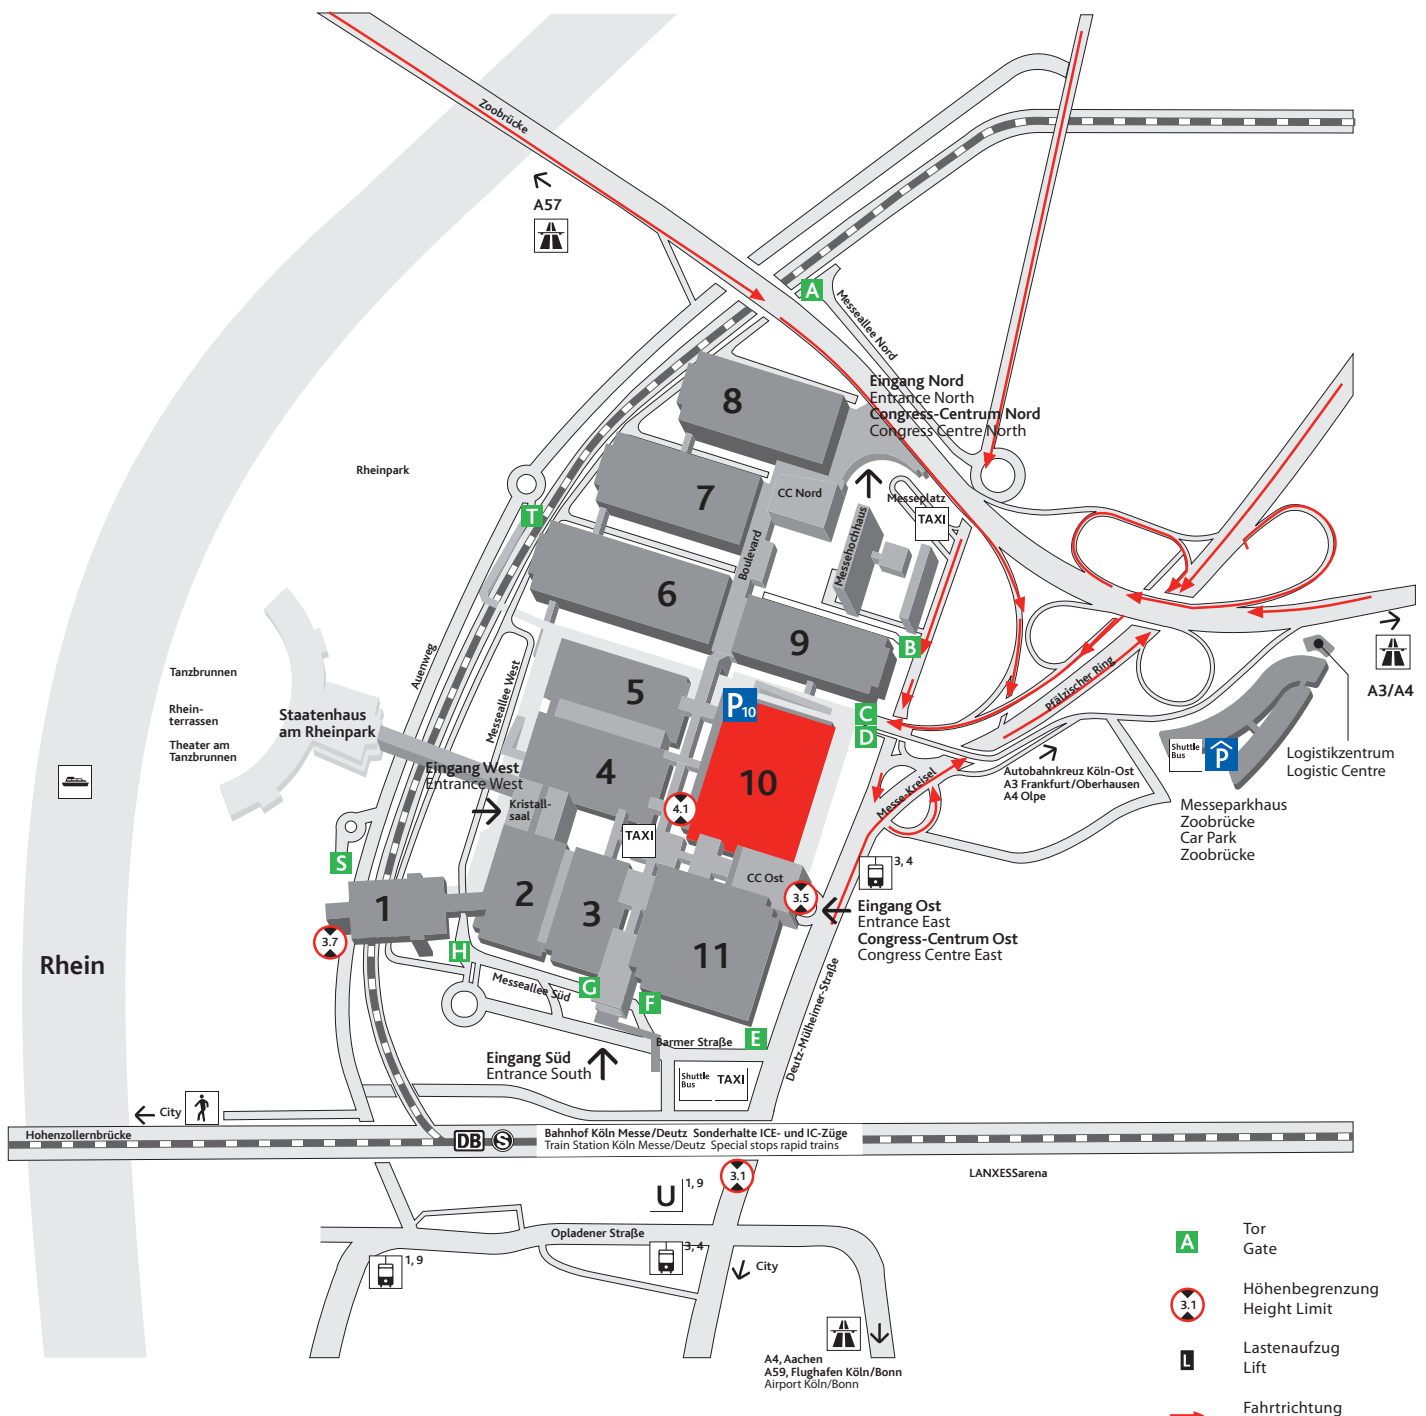 Zoobrücke
A57
A
Messeallee Nord
Eingang Nord
Entrance North
Congress-Centrum Nord
Congress Centre North
8
Rheinpark
7
CC Nord
Messeplatz
TAXI
T
Boulevard
Messehochhaus
6
9
B
A3/A4
Auenweg
Tanzbrunnen
Rhein-
terrassen
Theater am
Tanzbrunnen
Staatenhaus
am Rheinpark
Messeallee West
5
P10
C
D
Pfälzischer Ring
Shuttle
Bus
P
Logistikzentrum
Logistic Centre
Eingang West
Entrance West
4
10
Autobahnkreuz Köln-Ost
A3 Frankfurt/Oberhausen
A4 Olpe
Messe-Kreisel
Messeparkhaus
Zoobrücke
Car Park
Zoobrücke
Kristall-
saal
4.1
TAXI
S
3, 4
CC Ost
3.5
1
2
3
Eingang Ost
Entrance East
Congress-Centrum Ost
Congress Centre East
3.7
Rhein
H
11
Messeallee Süd
G
F
E
Deutz-Mülheimer-Straße
Barmer Straße
Eingang Süd
Entrance South
Shuttle
Bus
TAXI
City
Hohenzollernbrücke
DB
S
Bahnhof Köln Messe/Deutz Sonderhalte ICE- und IC-Züge
Train Station Köln Messe/Deutz Special stops rapid trains
LANXESSarena
3.1
U
1, 9
Opladener Straße
1, 9
3, 4
City
A4, Aachen
A59, Flughafen Köln/Bonn
Airport Köln/Bonn
A
Tor
Gate
3.1
Höhenbegrenzung
Height Limit
L
Lastenaufzug
Lift
Fahrtrichtung